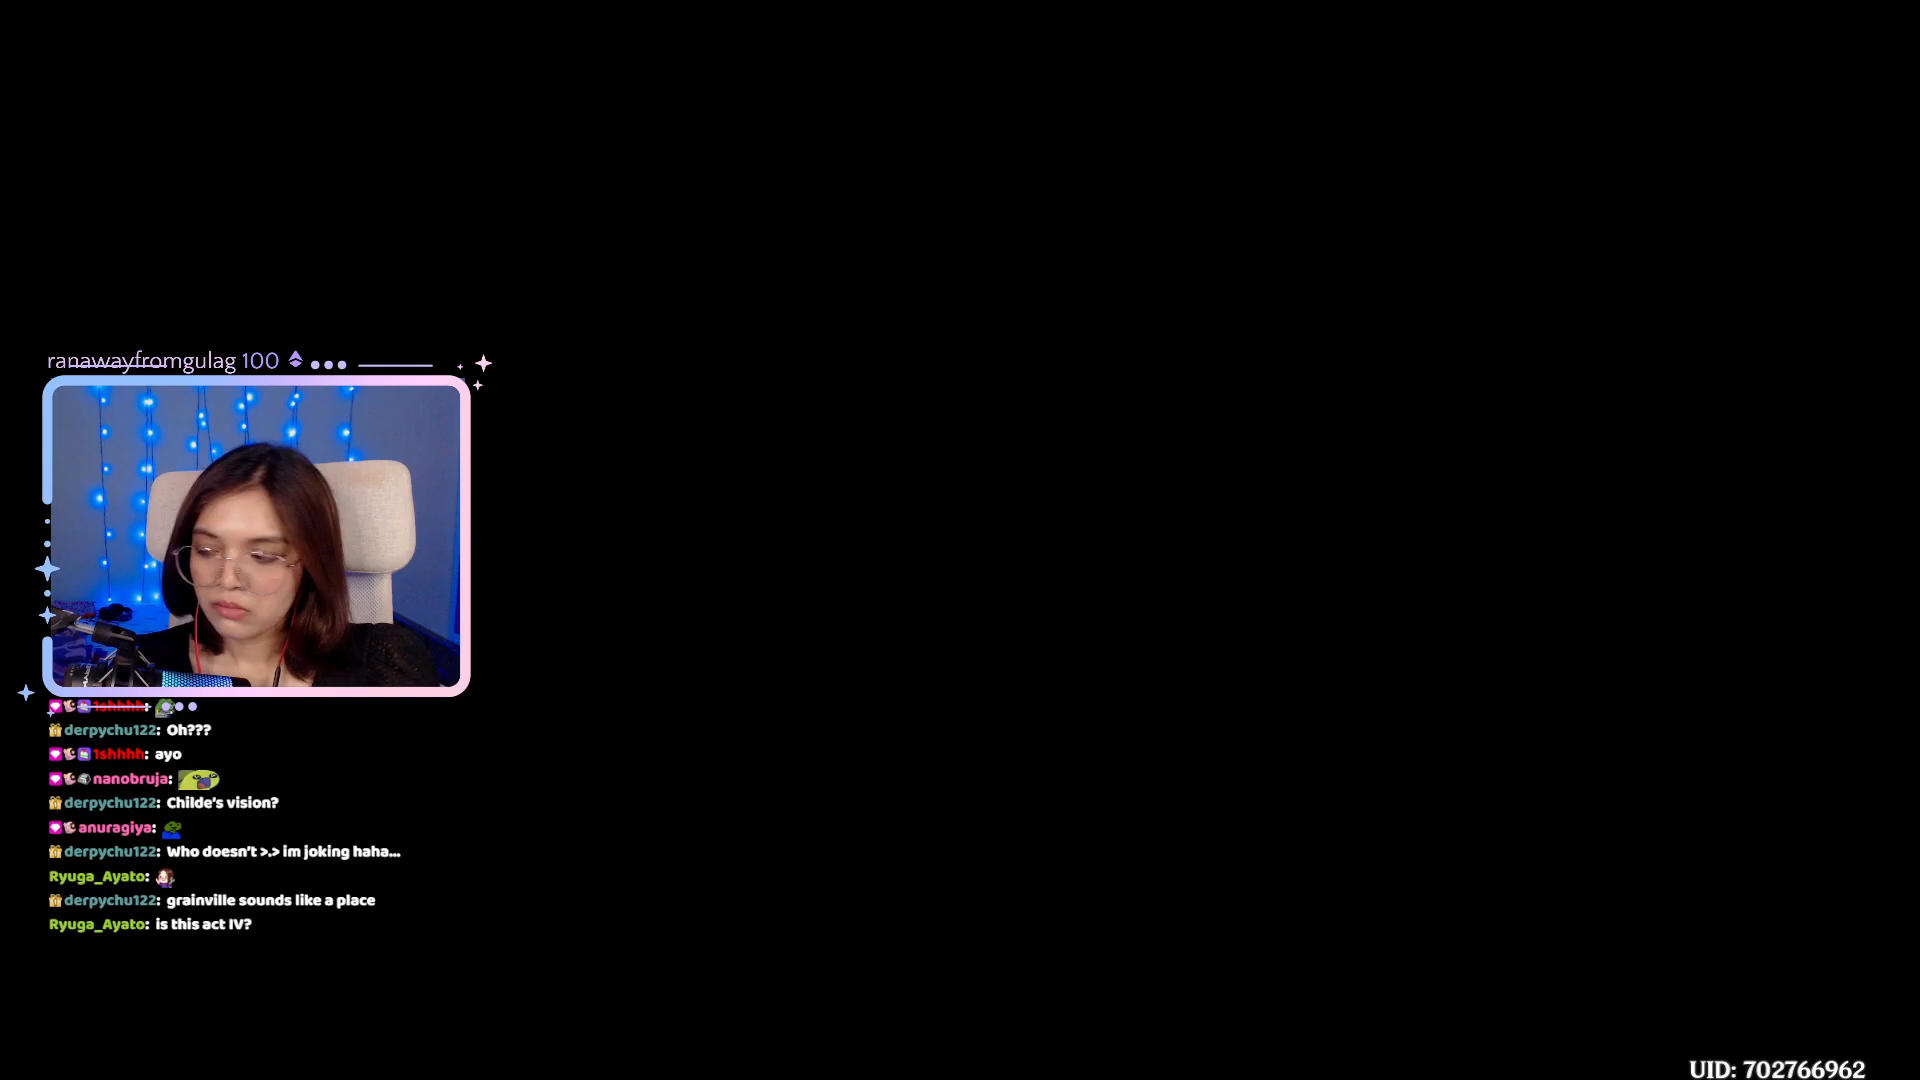 ranawayfromgulag 100
1shhhh:
derpychu122: Oh???
1shhhh: ayo
nanobruja:
derpychu122: Childe's vision?
anuragiya:
derpychu122: Who doesn't >.> im joking haha...
Ryuga_Ayato:
derpychu122: grainville sounds like a place
Ryuga_Ayato: is this act IV?
UID: 702766962